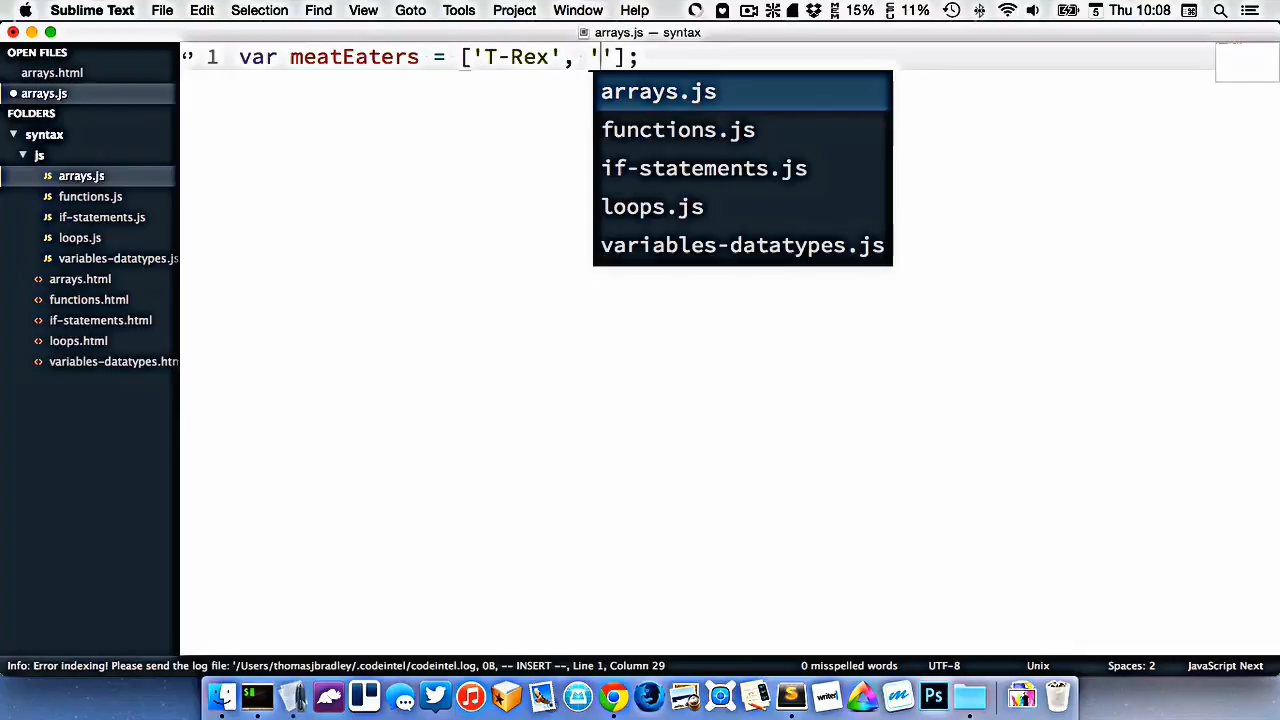 Sublime Text File Edit Selection Find View Goto Tools Project Window Help 15% 11% 5 Thu 10:08
arrays.js — syntax
OPEN FILES
arrays.html
arrays.js
FOLDERS
syntax
js
arrays.js
functions.js
if-statements.js
loops.js
variables-datatypes.js
arrays.html
functions.html
if-statements.html
loops.html
variables-datatypes.htm
1 var meatEaters = ['T-Rex', ''];
arrays.js
functions.js
if-statements.js
loops.js
variables-datatypes.js
Info: Error indexing! Please send the log file: '/Users/thomasjbradley/.codeintel/codeintel.log, 0B, -- INSERT --, Line 1, Column 29 0 misspelled words UTF-8 Unix Spaces: 2 JavaScript Next
writer
Ps